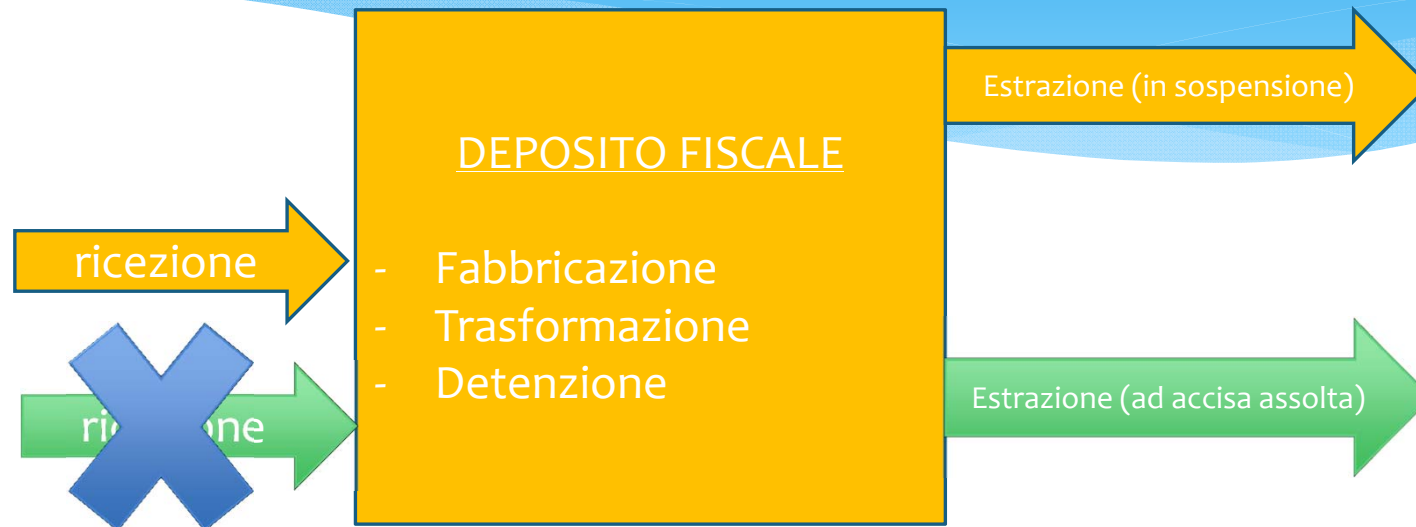 Estrazione (in sospensione)
DEPOSITO FISCALE
ricezione
- Fabbricazione
- Trasformazione
- Detenzione
Estrazione (ad accisa assolta)